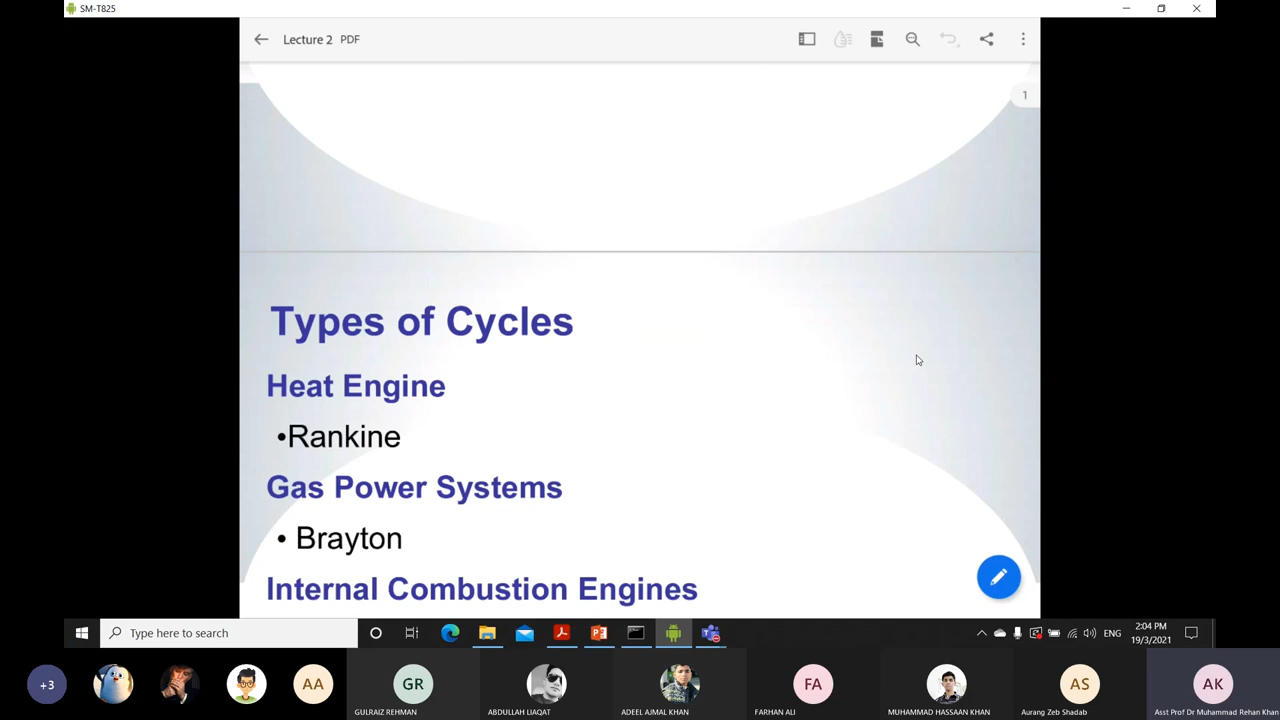 SM-T825
Lecture 2 PDF
1
Types of Cycles
Heat Engine
•Rankine
Gas Power Systems
• Brayton
Internal Combustion Engines
Type here to search
ENG
2:04 PM
19/3/2021
+3
AA
GR
FA
AS
AK
GULRAIZ REHMAN
ABDULLAH LIAQAT
ADEEL AJMAL KHAN
FARHAN ALI
MUHAMMAD HASSAAN KHAN
Aurang Zeb Shadab
Asst Prof Dr Muhammad Rehan Khan